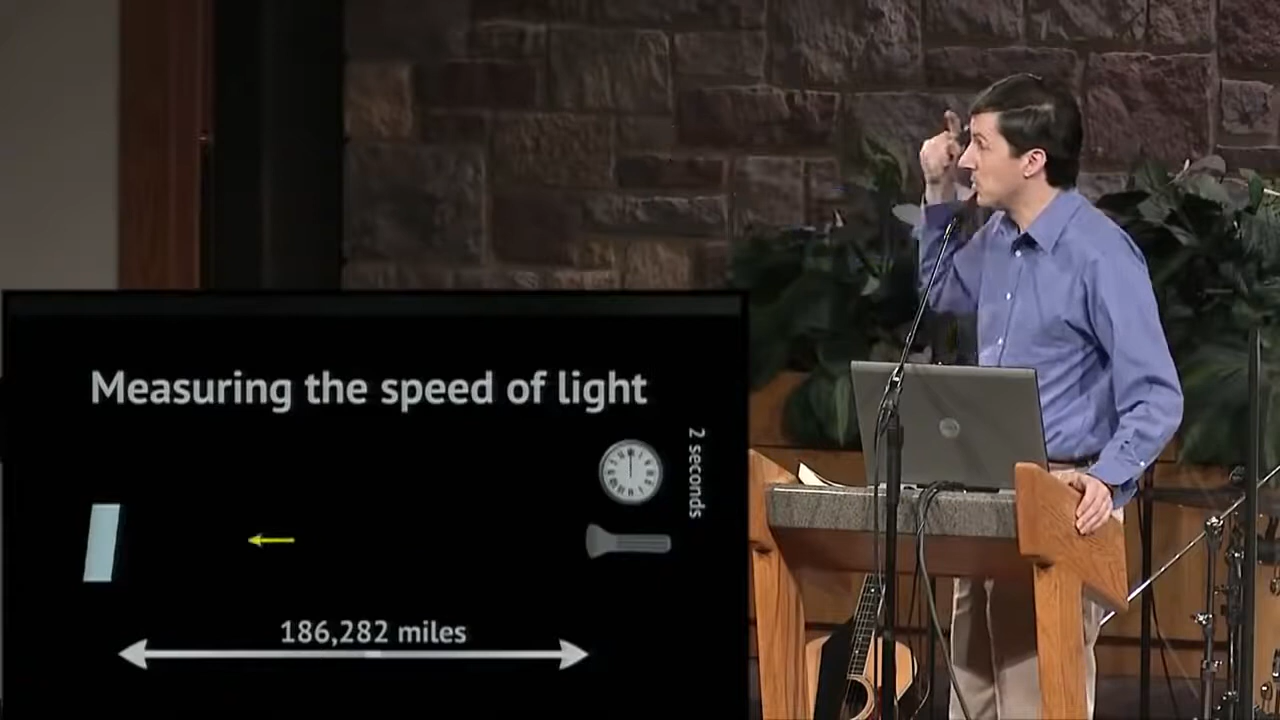 Measuring the speed of light
2 seconds
186,282 miles